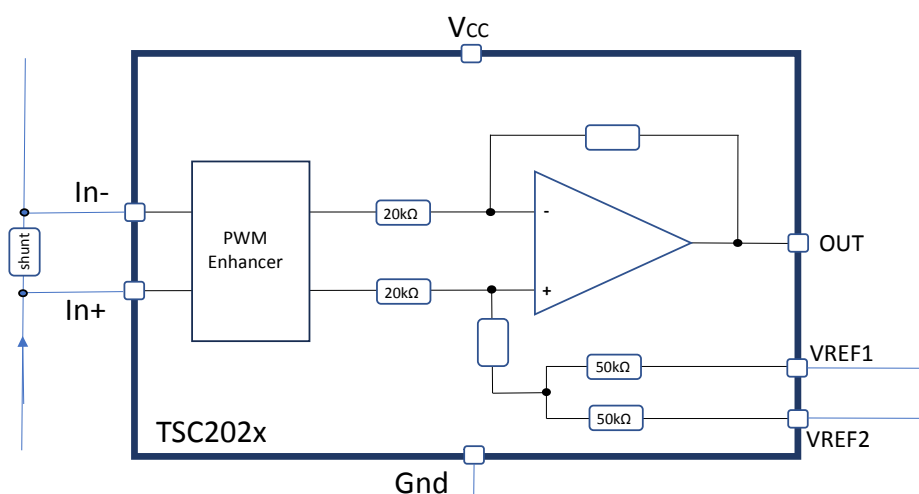 Vcc
In-
shunt
In+
PWM
Enhancer
20kΩ
20kΩ
-
+
OUT
50kΩ
VREF1
50kΩ
VREF2
TSC202x
Gnd